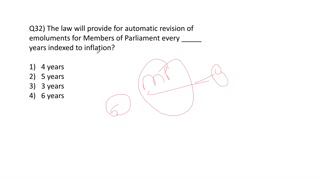 Q32) The law will provide for automatic revision of
emoluments for Members of Parliament every _____
years indexed to inflation?
1) 4 years
2) 5 years
3) 3 years
4) 6 years